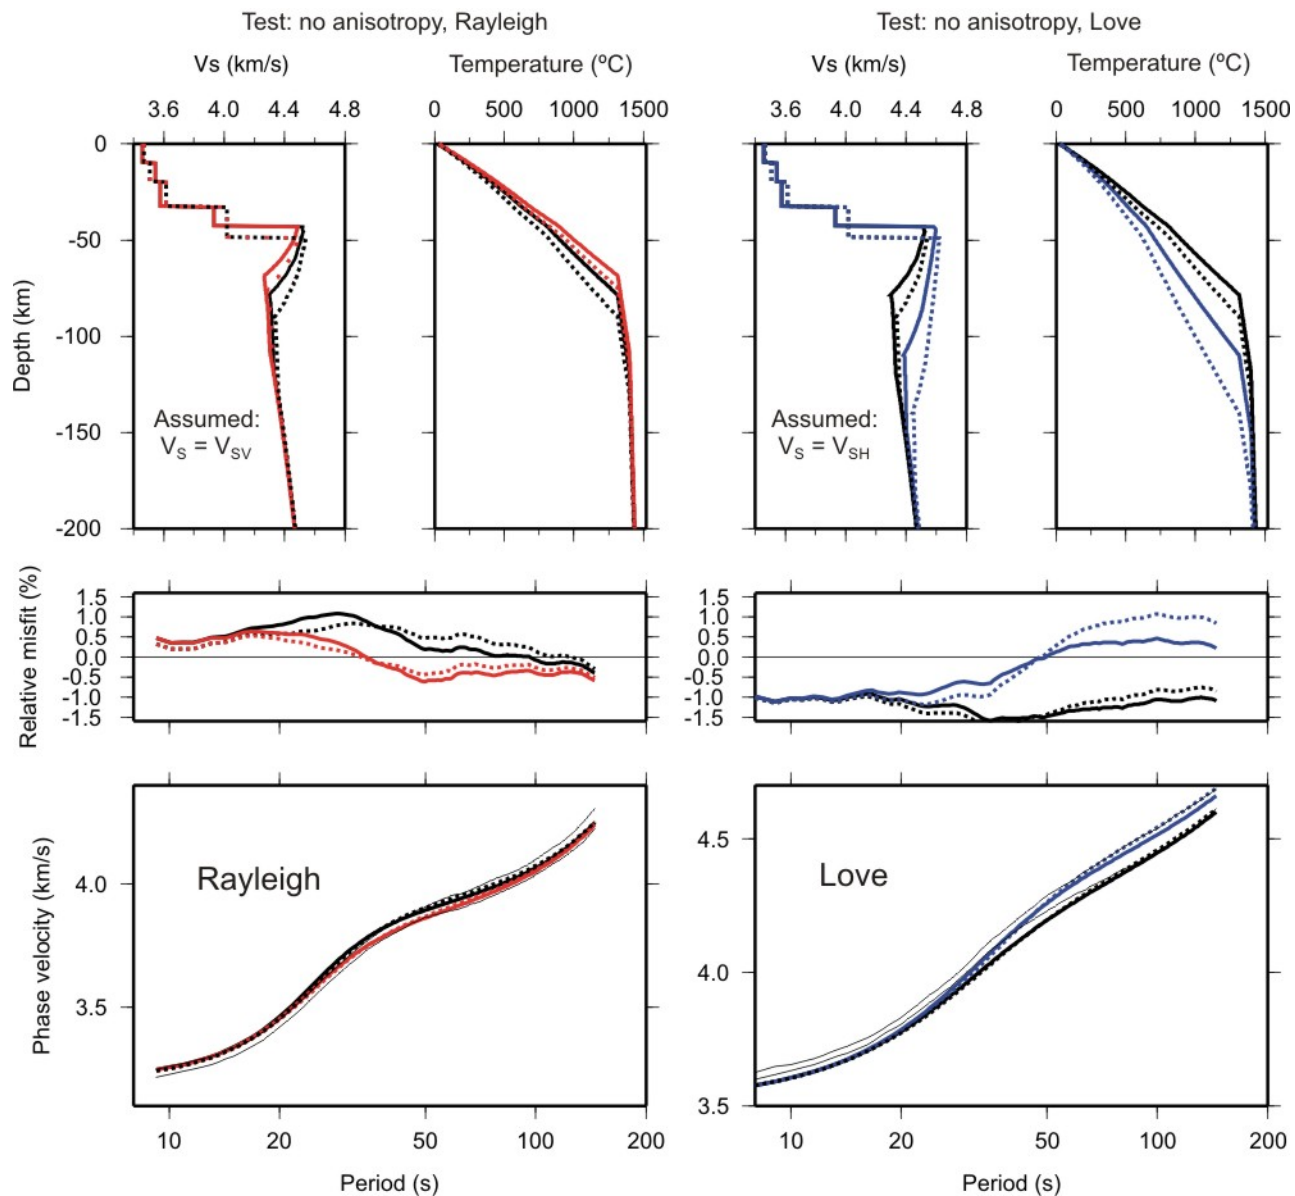 Test: no anisotropy, Rayleigh
Test: no anisotropy, Love
Vs (km/s)
Temperature (ºC)
Vs (km/s)
Temperature (ºC)
3.6 4.0 4.4 4.8
0 500 1000 1500
3.6 4.0 4.4 4.8
0 500 1000 1500
Depth (km)
0
-50
-100
-150
-200
Assumed:
VS = VSV
Assumed:
VS = VSH
Relative misfit (%)
1.5
1.0
0.5
0.0
-0.5
-1.0
-1.5
1.5
1.0
0.5
0.0
-0.5
-1.0
-1.5
Phase velocity (km/s)
4.0
3.5
Rayleigh
4.5
4.0
3.5
Love
10 20 50 100 200
10 20 50 100 200
Period (s)
Period (s)